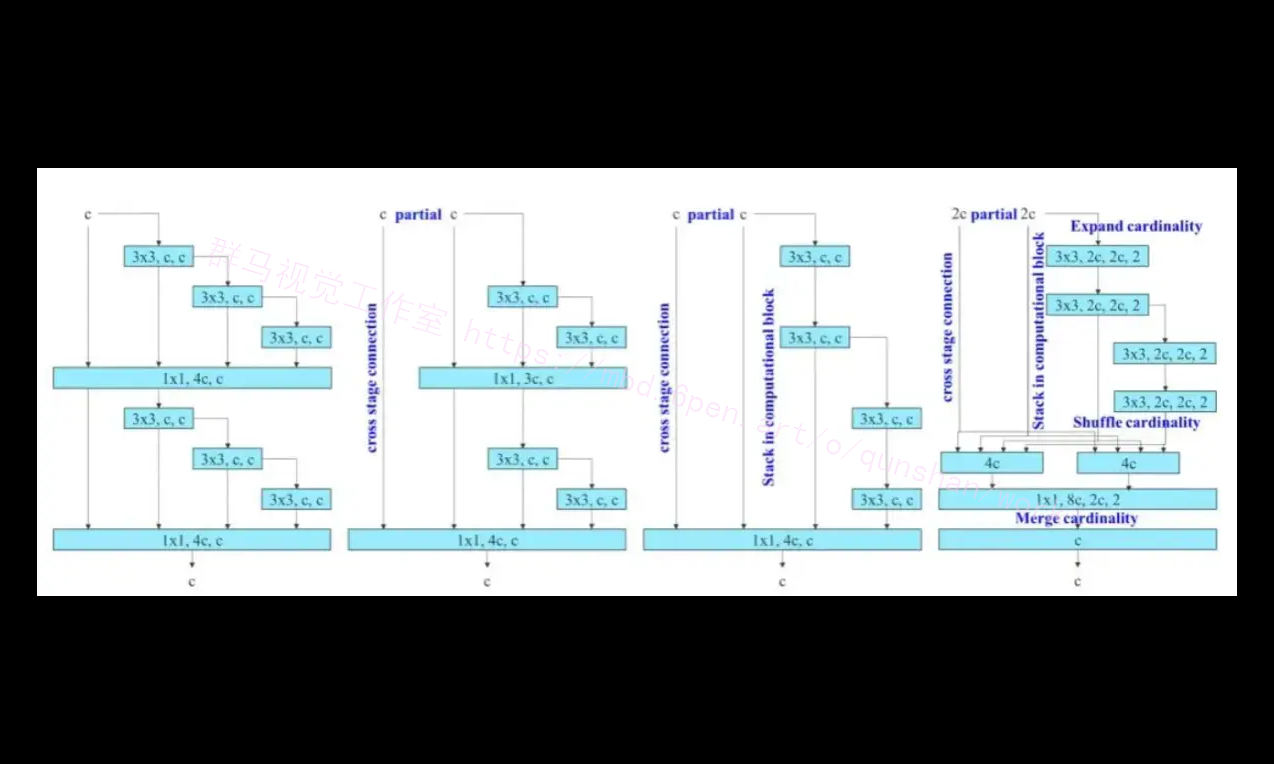 c
3x3, c, c
3x3, c, c
3x3, c, c
1x1, 4c, c
3x3, c, c
3x3, c, c
3x3, c, c
1x1, 4c, c
c
c partial c
cross stage connection
3x3, c, c
3x3, c, c
1x1, 3c, c
3x3, c, c
3x3, c, c
1x1, 4c, c
c
c partial c
cross stage connection
Stack in computational block
3x3, c, c
3x3, c, c
3x3, c, c
3x3, c, c
1x1, 4c, c
c
2c partial 2c
Expand cardinality
cross stage connection
Stack in computational block
3x3, 2c, 2c, 2
3x3, 2c, 2c, 2
3x3, 2c, 2c, 2
3x3, 2c, 2c, 2
Shuffle cardinality
4c 4c
1x1, 8c, 2c, 2
Merge cardinality
c
c
群马视觉工作室